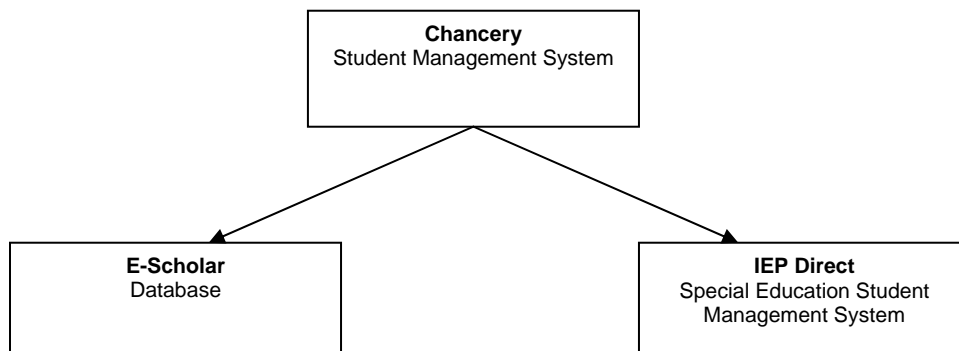 Chancery
Student Management System
E-Scholar
Database
IEP Direct
Special Education Student
Management System